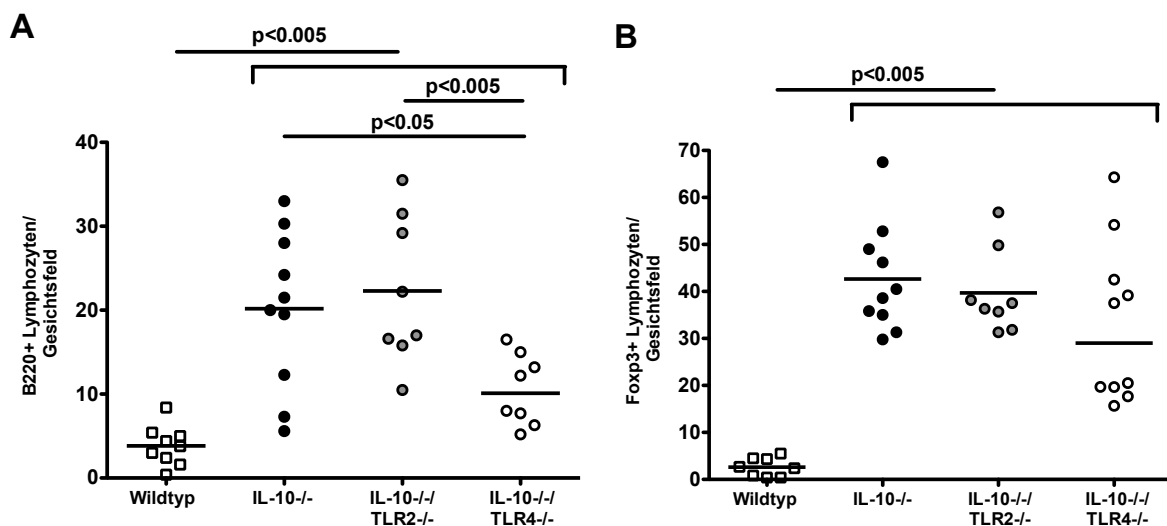 A
p<0.005
p<0.005
p<0.05
40
30
20
10
0
B220+ Lymphozyten/
Gesichtsfeld
Wildtyp
IL-10-/-
IL-10-/-/
TLR2-/-
IL-10-/-/
TLR4-/-
B
p<0.005
70
60
50
40
30
20
10
0
Foxp3+ Lymphozyten/
Gesichtsfeld
Wildtyp
IL-10-/-
IL-10-/-/
TLR2-/-
IL-10-/-/
TLR4-/-